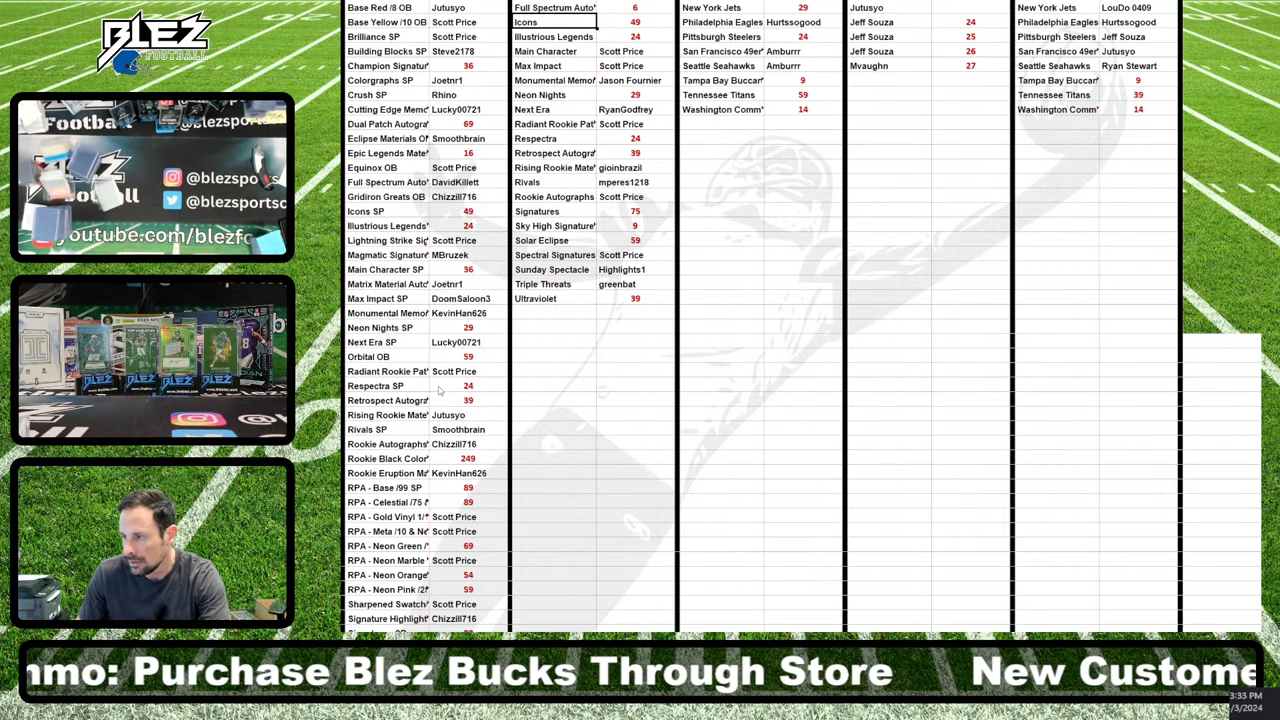 BLEZ
FOOTBALL
Football
@blezsports
@blezsportsc
youtube.com/blezfo
BLEZ
BLEZ
BLEZ
BLEZ
Base Red /8 OB Jutusyo
Base Yellow /10 OB Scott Price
Brilliance SP Scott Price
Building Blocks SP Steve2178
Champion Signatur 36
Colorgraphs SP Joetnr1
Crush SP Rhino
Cutting Edge Memo Lucky00721
Dual Patch Autogra 69
Eclipse Materials O Smoothbrain
Epic Legends Mate 16
Equinox OB Scott Price
Full Spectrum Auto DavidKillett
Gridiron Greats OB Chizzill716
Icons SP 49
Illustrious Legends 24
Lightning Strike Sig Scott Price
Magmatic Signature MBruzek
Main Character SP 36
Matrix Material Auto Joetnr1
Max Impact SP DoomSaloon3
Monumental Memo KevinHan626
Neon Nights SP 29
Next Era SP Lucky00721
Orbital OB 59
Radiant Rookie Pat Scott Price
Respectra SP 24
Retrospect Autogra 39
Rising Rookie Mate Jutusyo
Rivals SP Smoothbrain
Rookie Autographs Chizzill716
Rookie Black Color 249
Rookie Eruption Ma KevinHan626
RPA - Base /99 SP 89
RPA - Celestial /75 89
RPA - Gold Vinyl 1/ Scott Price
RPA - Meta /10 & Ne Scott Price
RPA - Neon Green / 69
RPA - Neon Marble Scott Price
RPA - Neon Orange 54
RPA - Neon Pink /2 59
Sharpened Swatch Scott Price
Signature Highlight Chizzill716
Full Spectrum Auto 6
Icons 49
Illustrious Legends 24
Main Character Scott Price
Max Impact Scott Price
Monumental Memo Jason Fournier
Neon Nights 29
Next Era RyanGodfrey
Radiant Rookie Pat Scott Price
Respectra 24
Retrospect Autogra 39
Rising Rookie Mate gioinbrazil
Rivals mperes1218
Rookie Autographs Scott Price
Signatures 75
Sky High Signature 9
Solar Eclipse 59
Spectral Signatures Scott Price
Sunday Spectacle Highlights1
Triple Threats greenbat
Ultraviolet 39
New York Jets 29
Philadelphia Eagles Hurtssogood
Pittsburgh Steelers 24
San Francisco 49er Amburrr
Seattle Seahawks Amburrr
Tampa Bay Buccar 9
Tennessee Titans 59
Washington Comm 14
Jutusyo
Jeff Souza 24
Jeff Souza 25
Jeff Souza 26
Mvaughn 27
New York Jets LouDo 0409
Philadelphia Eagles Hurtssogood
Pittsburgh Steelers Jeff Souza
San Francisco 49er Jutusyo
Seattle Seahawks Ryan Stewart
Tampa Bay Buccar 9
Tennessee Titans 39
Washington Comm 14
mmo: Purchase Blez Bucks Through Store New Custome
3:33 PM
/3/2024